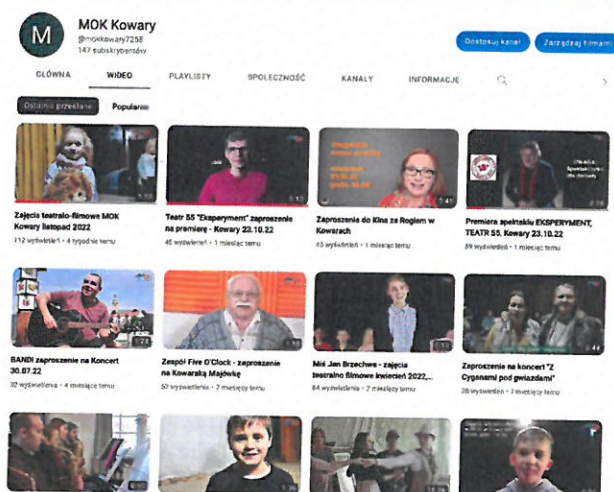 M
MOK Kowary
@mokkowary7258
147 subskrybentów
Dostosuj kanał
Zarządzaj filmami
GŁÓWNA
WIDEO
PLAYLISTY
SPOŁECZNOŚĆ
KANAŁY
INFORMACJE
Ostatnio przesłane
Popularne
Zajęcia teatralo-filmowe MOK
Kowary listopad 2022
112 wyświetleń • 4 tygodnie temu
Teatr 55 "Eksperyment" zaproszenie
na premierę - Kowary 23.10.22
45 wyświetleń • 1 miesiąc temu
Zaproszenie do Kina za Rogiem w
Kowarach
45 wyświetleń • 1 miesiąc temu
Premiera spektaklu EKSPERYMENT,
TEATR 55, Kowary 23.10.22
89 wyświetleń • 1 miesiąc temu
BANDI zaproszenie na Koncert
30.07.22
32 wyświetlenia • 4 miesiące temu
Zespół Five O'Clock - zaproszenie
na Kowarską Majówkę
50 wyświetleń • 7 miesięcy temu
Miś Jan Brzechwa - zajęcia
teatralno filmowe kwiecień 2022,...
64 wyświetlenia • 7 miesięcy temu
Zaproszenie na koncert "Z
Cyganami pod gwiazdami"
28 wyświetleń • 7 miesięcy temu